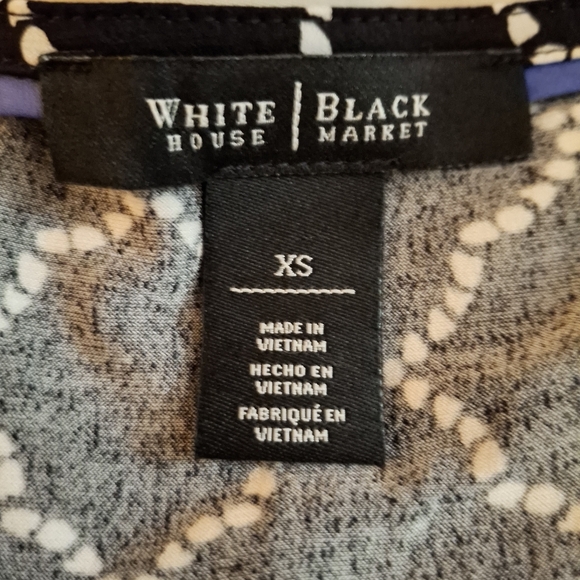 WHITE | BLACK
HOUSE | MARKET
XS
MADE IN
VIETNAM
HECHO EN
VIETNAM
FABRIQUÉ EN
VIETNAM